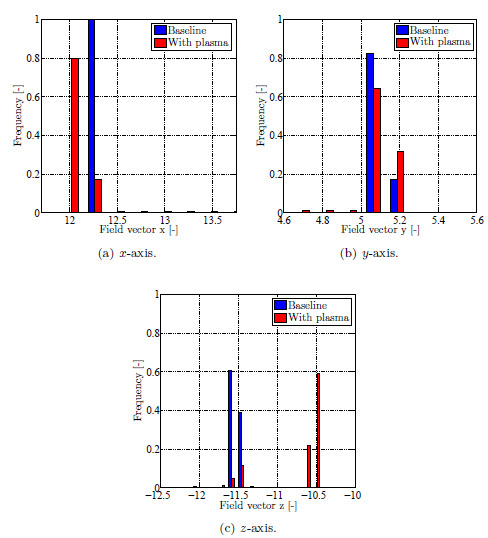 1
0.8
0.6
0.4
0.2
0
Frequency [-]
Baseline
With plasma
12 12.5 13 13.5
Field vector x [-]
(a) x-axis.
1
0.8
0.6
0.4
0.2
0
Frequency [-]
Baseline
With plasma
4.6 4.8 5 5.2 5.4 5.6
Field vector y [-]
(b) y-axis.
1
0.8
0.6
0.4
0.2
0
Frequency [-]
Baseline
With plasma
−12.5 −12 −11.5 −11 −10.5 −10
Field vector z [-]
(c) z-axis.